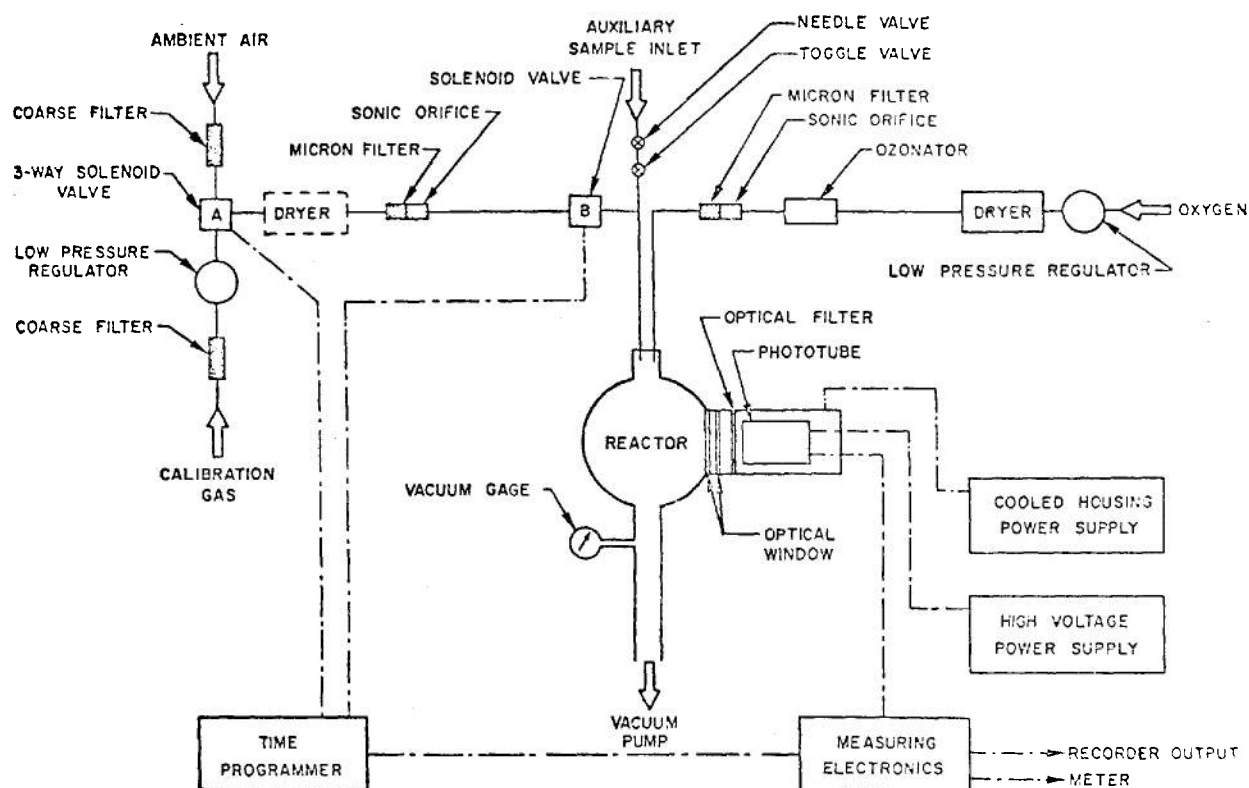 AMBIENT AIR
COARSE FILTER
3-WAY SOLENOID
VALVE
A
LOW PRESSURE
REGULATOR
COARSE FILTER
CALIBRATION
GAS
DRYER
MICRON FILTER
SONIC ORIFICE
SOLENOID VALVE
B
AUXILIARY
SAMPLE INLET
NEEDLE VALVE
TOGGLE VALVE
MICRON FILTER
SONIC ORIFICE
OZONATOR
DRYER
OXYGEN
LOW PRESSURE REGULATOR
OPTICAL FILTER
PHOTOTUBE
REACTOR
VACUUM GAGE
OPTICAL
WINDOW
COOLED HOUSING
POWER SUPPLY
HIGH VOLTAGE
POWER SUPPLY
VACUUM
PUMP
TIME
PROGRAMMER
MEASURING
ELECTRONICS
RECORDER OUTPUT
METER